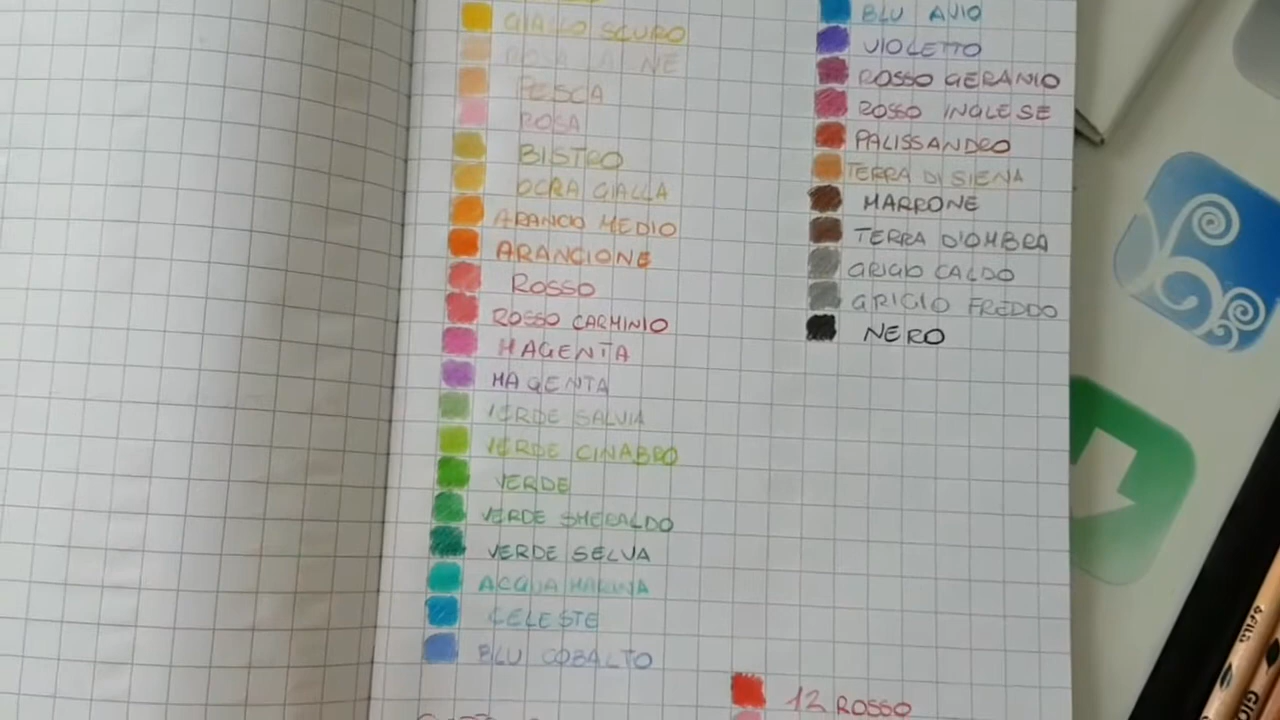 GIALLO SCURO
ROSA
PESCA
ROSA
BISTRO
OCRA GIALLA
ARANCIO MEDIO
ARANCIONE
ROSSO
ROSSO CARMINIO
MAGENTA
MAGENTA
VERDE SALVIA
VERDE CINABRO
VERDE
VERDE SMERALDO
VERDE SELVA
ACQUA MARINA
CELESTE
BLU COBALTO
BLU AVIO
VIOLETTO
ROSSO GERANIO
ROSSO INGLESE
PALISSANDRO
TERRA DI SIENA
MARRONE
TERRA D'OMBRA
GRIGIO CALDO
GRIGIO FREDDO
NERO
12 ROSSO